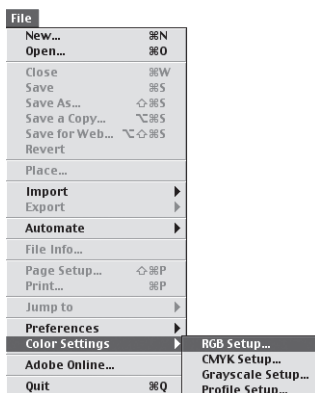 File
New... ⌘N
Open... ⌘O
Close ⌘W
Save ⌘S
Save As... ⇧⌘S
Save a Copy... ⌥⌘S
Save for Web... ⌥⇧⌘S
Revert
Place...
Import
Export
Automate
File Info...
Page Setup... ⇧⌘P
Print... ⌘P
Jump to
Preferences
Color Settings
RGB Setup...
CMYK Setup...
Grayscale Setup...
Profile Setup...
Adobe Online...
Quit ⌘Q